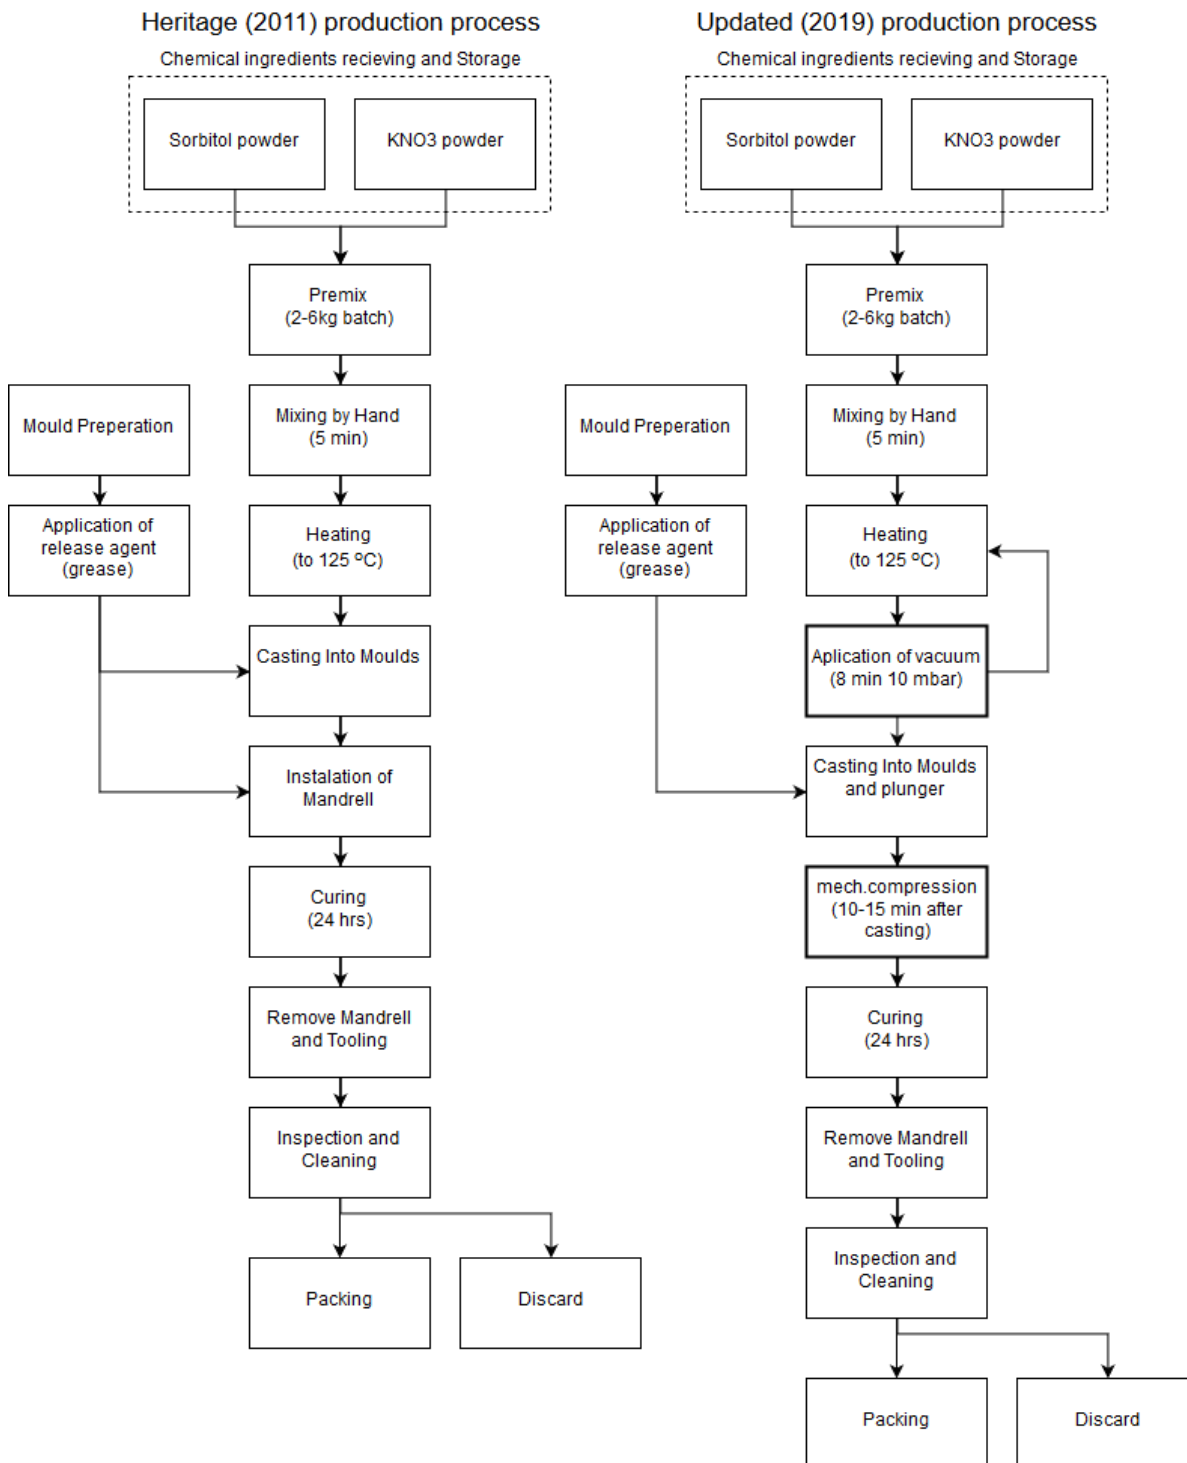 Heritage (2011) production process
Chemical ingredients recieving and Storage
Sorbitol powder
KNO3 powder
Premix
(2-6kg batch)
Mould Preperation
Mixing by Hand
(5 min)
Application of
release agent
(grease)
Heating
(to 125 ºC)
Casting Into Moulds
Instalation of
Mandrell
Curing
(24 hrs)
Remove Mandrell
and Tooling
Inspection and
Cleaning
Packing
Discard
Updated (2019) production process
Chemical ingredients recieving and Storage
Sorbitol powder
KNO3 powder
Premix
(2-6kg batch)
Mould Preperation
Mixing by Hand
(5 min)
Application of
release agent
(grease)
Heating
(to 125 ºC)
Aplication of vacuum
(8 min 10 mbar)
Casting Into Moulds
and plunger
mech.compression
(10-15 min after
casting)
Curing
(24 hrs)
Remove Mandrell
and Tooling
Inspection and
Cleaning
Packing
Discard